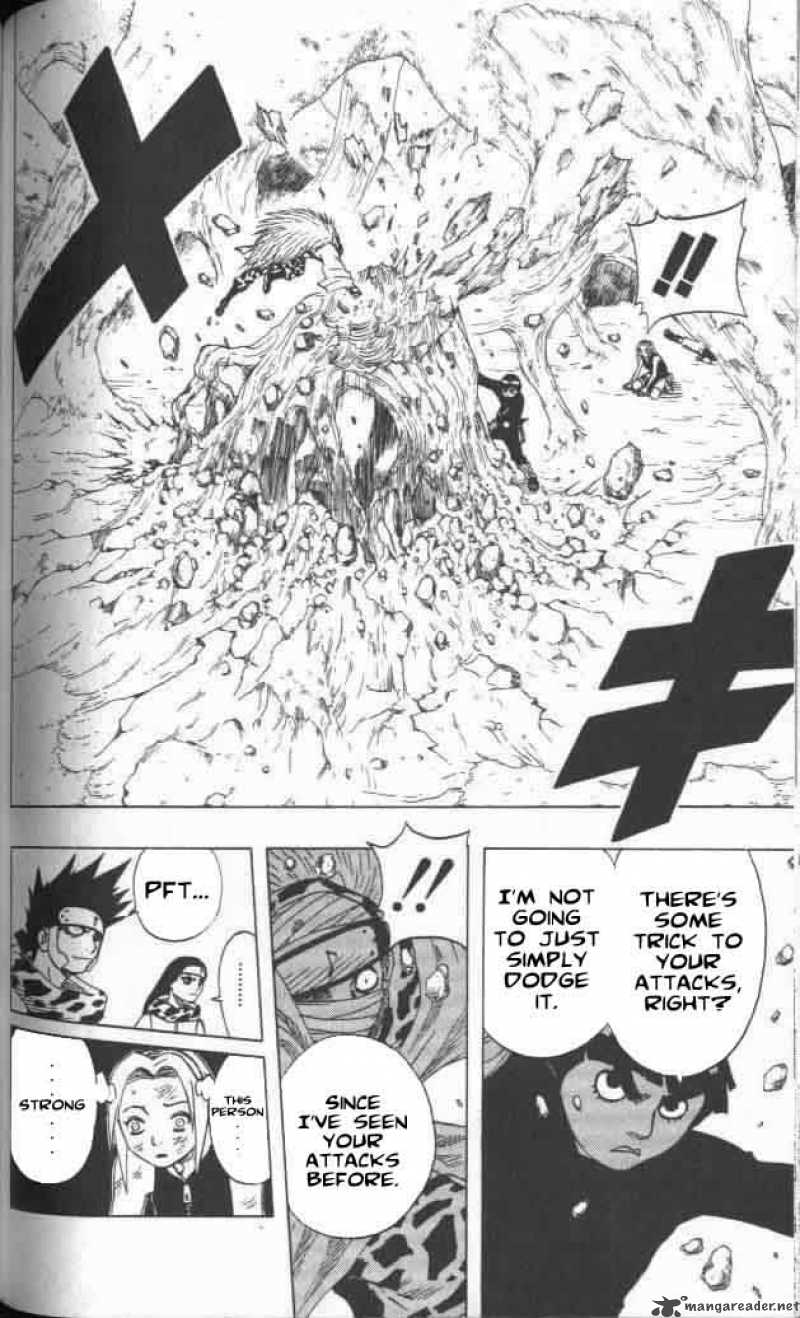 !!
THERE'S
SOME
TRICK TO
YOUR
ATTACKS,
RIGHT?
I'M NOT
GOING
TO JUST
SIMPLY
DODGE
IT.
!!
SINCE
I'VE SEEN
YOUR
ATTACKS
BEFORE.
PFT...
........
THIS
PERSON
....
....
STRONG
....
mangareader.net